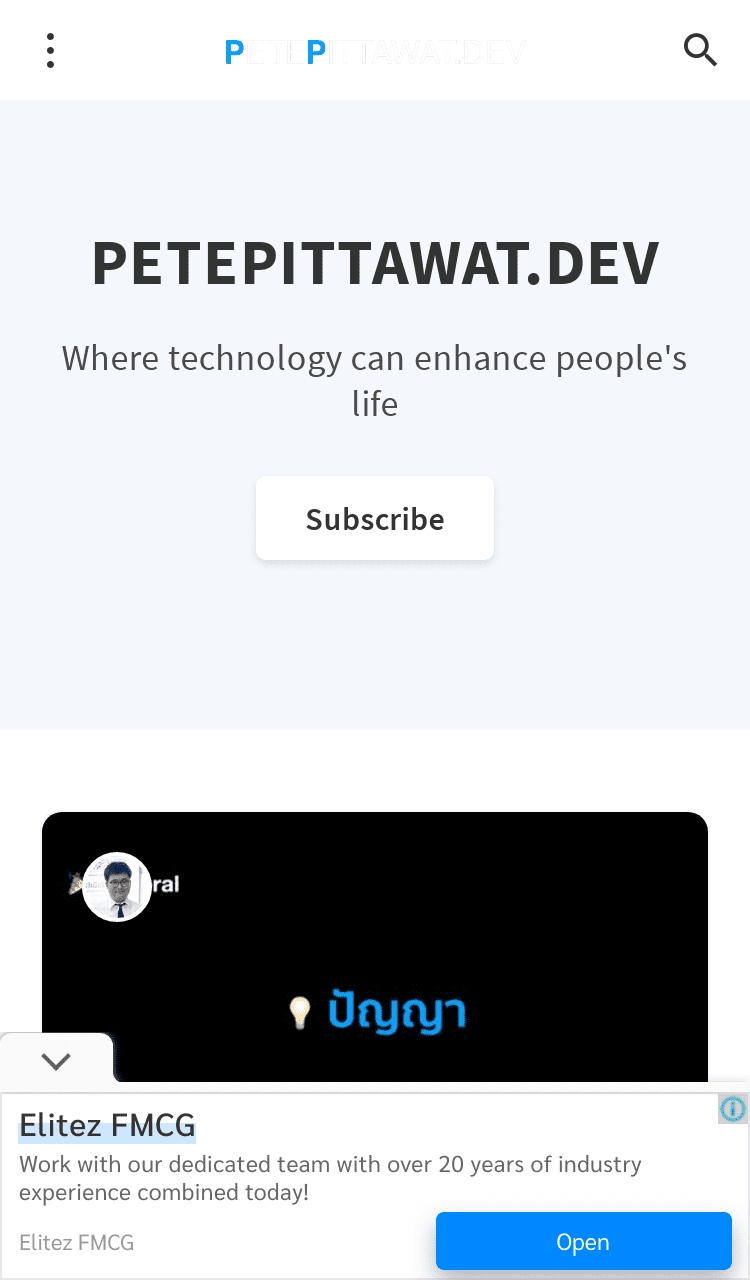 PETEPITTAWAT.DEV
PETEPITTAWAT.DEV
Where technology can enhance people's
life
Subscribe
ral
ปัญญา
Elitez FMCG
Work with our dedicated team with over 20 years of industry
experience combined today!
Elitez FMCG
Open